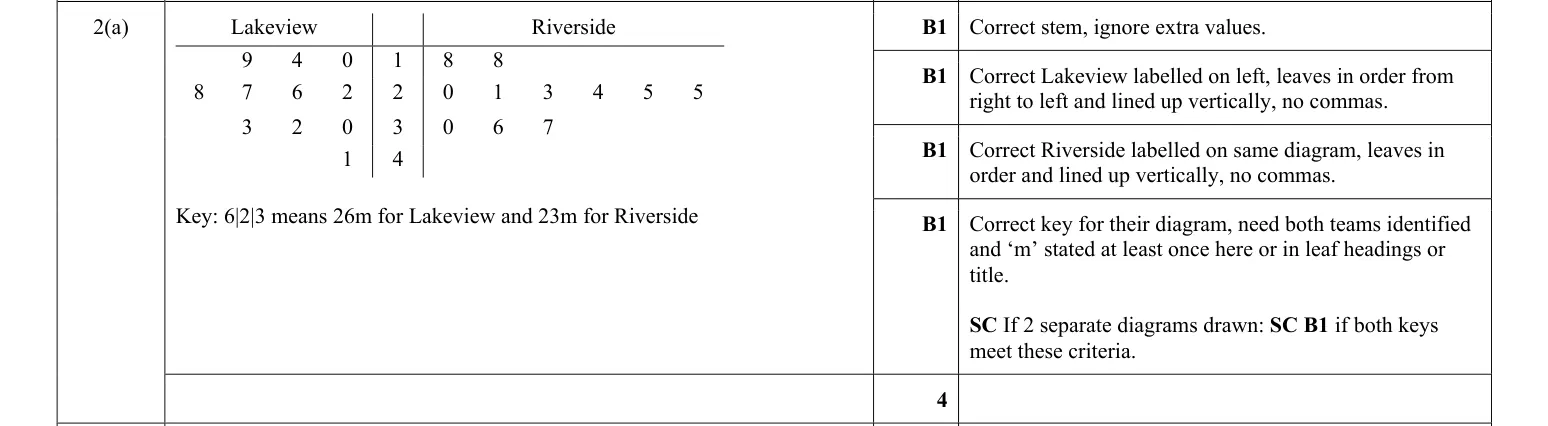 2(a)
Lakeview Riverside
9 4 0 1 8 8
8 7 6 2 2 0 1 3 4 5 5
3 2 0 3 0 6 7
1 4
Key: 6|2|3 means 26m for Lakeview and 23m for Riverside
B1 Correct stem, ignore extra values.
B1 Correct Lakeview labelled on left, leaves in order from
right to left and lined up vertically, no commas.
B1 Correct Riverside labelled on same diagram, leaves in
order and lined up vertically, no commas.
B1 Correct key for their diagram, need both teams identified
and ‘m’ stated at least once here or in leaf headings or
title.
SC If 2 separate diagrams drawn: SC B1 if both keys
meet these criteria.
4